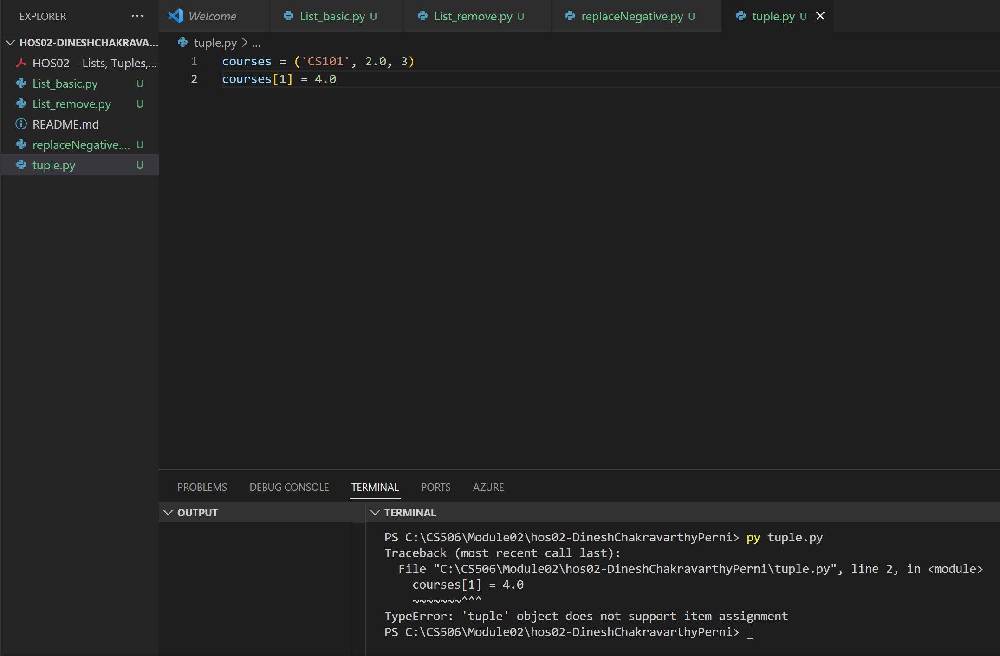 EXPLORER ...
HOS02-DINESHCHAKRAVA...
HOS02 – Lists, Tuples,...
List_basic.py U
List_remove.py U
README.md
replaceNegative.... U
tuple.py U
Welcome
List_basic.py U
List_remove.py U
replaceNegative.py U
tuple.py U
tuple.py > ...
1 courses = ('CS101', 2.0, 3)
2 courses[1] = 4.0
PROBLEMS DEBUG CONSOLE TERMINAL PORTS AZURE
OUTPUT
TERMINAL
PS C:\CS506\Module02\hos02-DineshChakravarthyPerni> py tuple.py
Traceback (most recent call last):
  File "C:\CS506\Module02\hos02-DineshChakravarthyPerni\tuple.py", line 2, in <module>
    courses[1] = 4.0
    ~~~~~~~^^^
TypeError: 'tuple' object does not support item assignment
PS C:\CS506\Module02\hos02-DineshChakravarthyPerni>